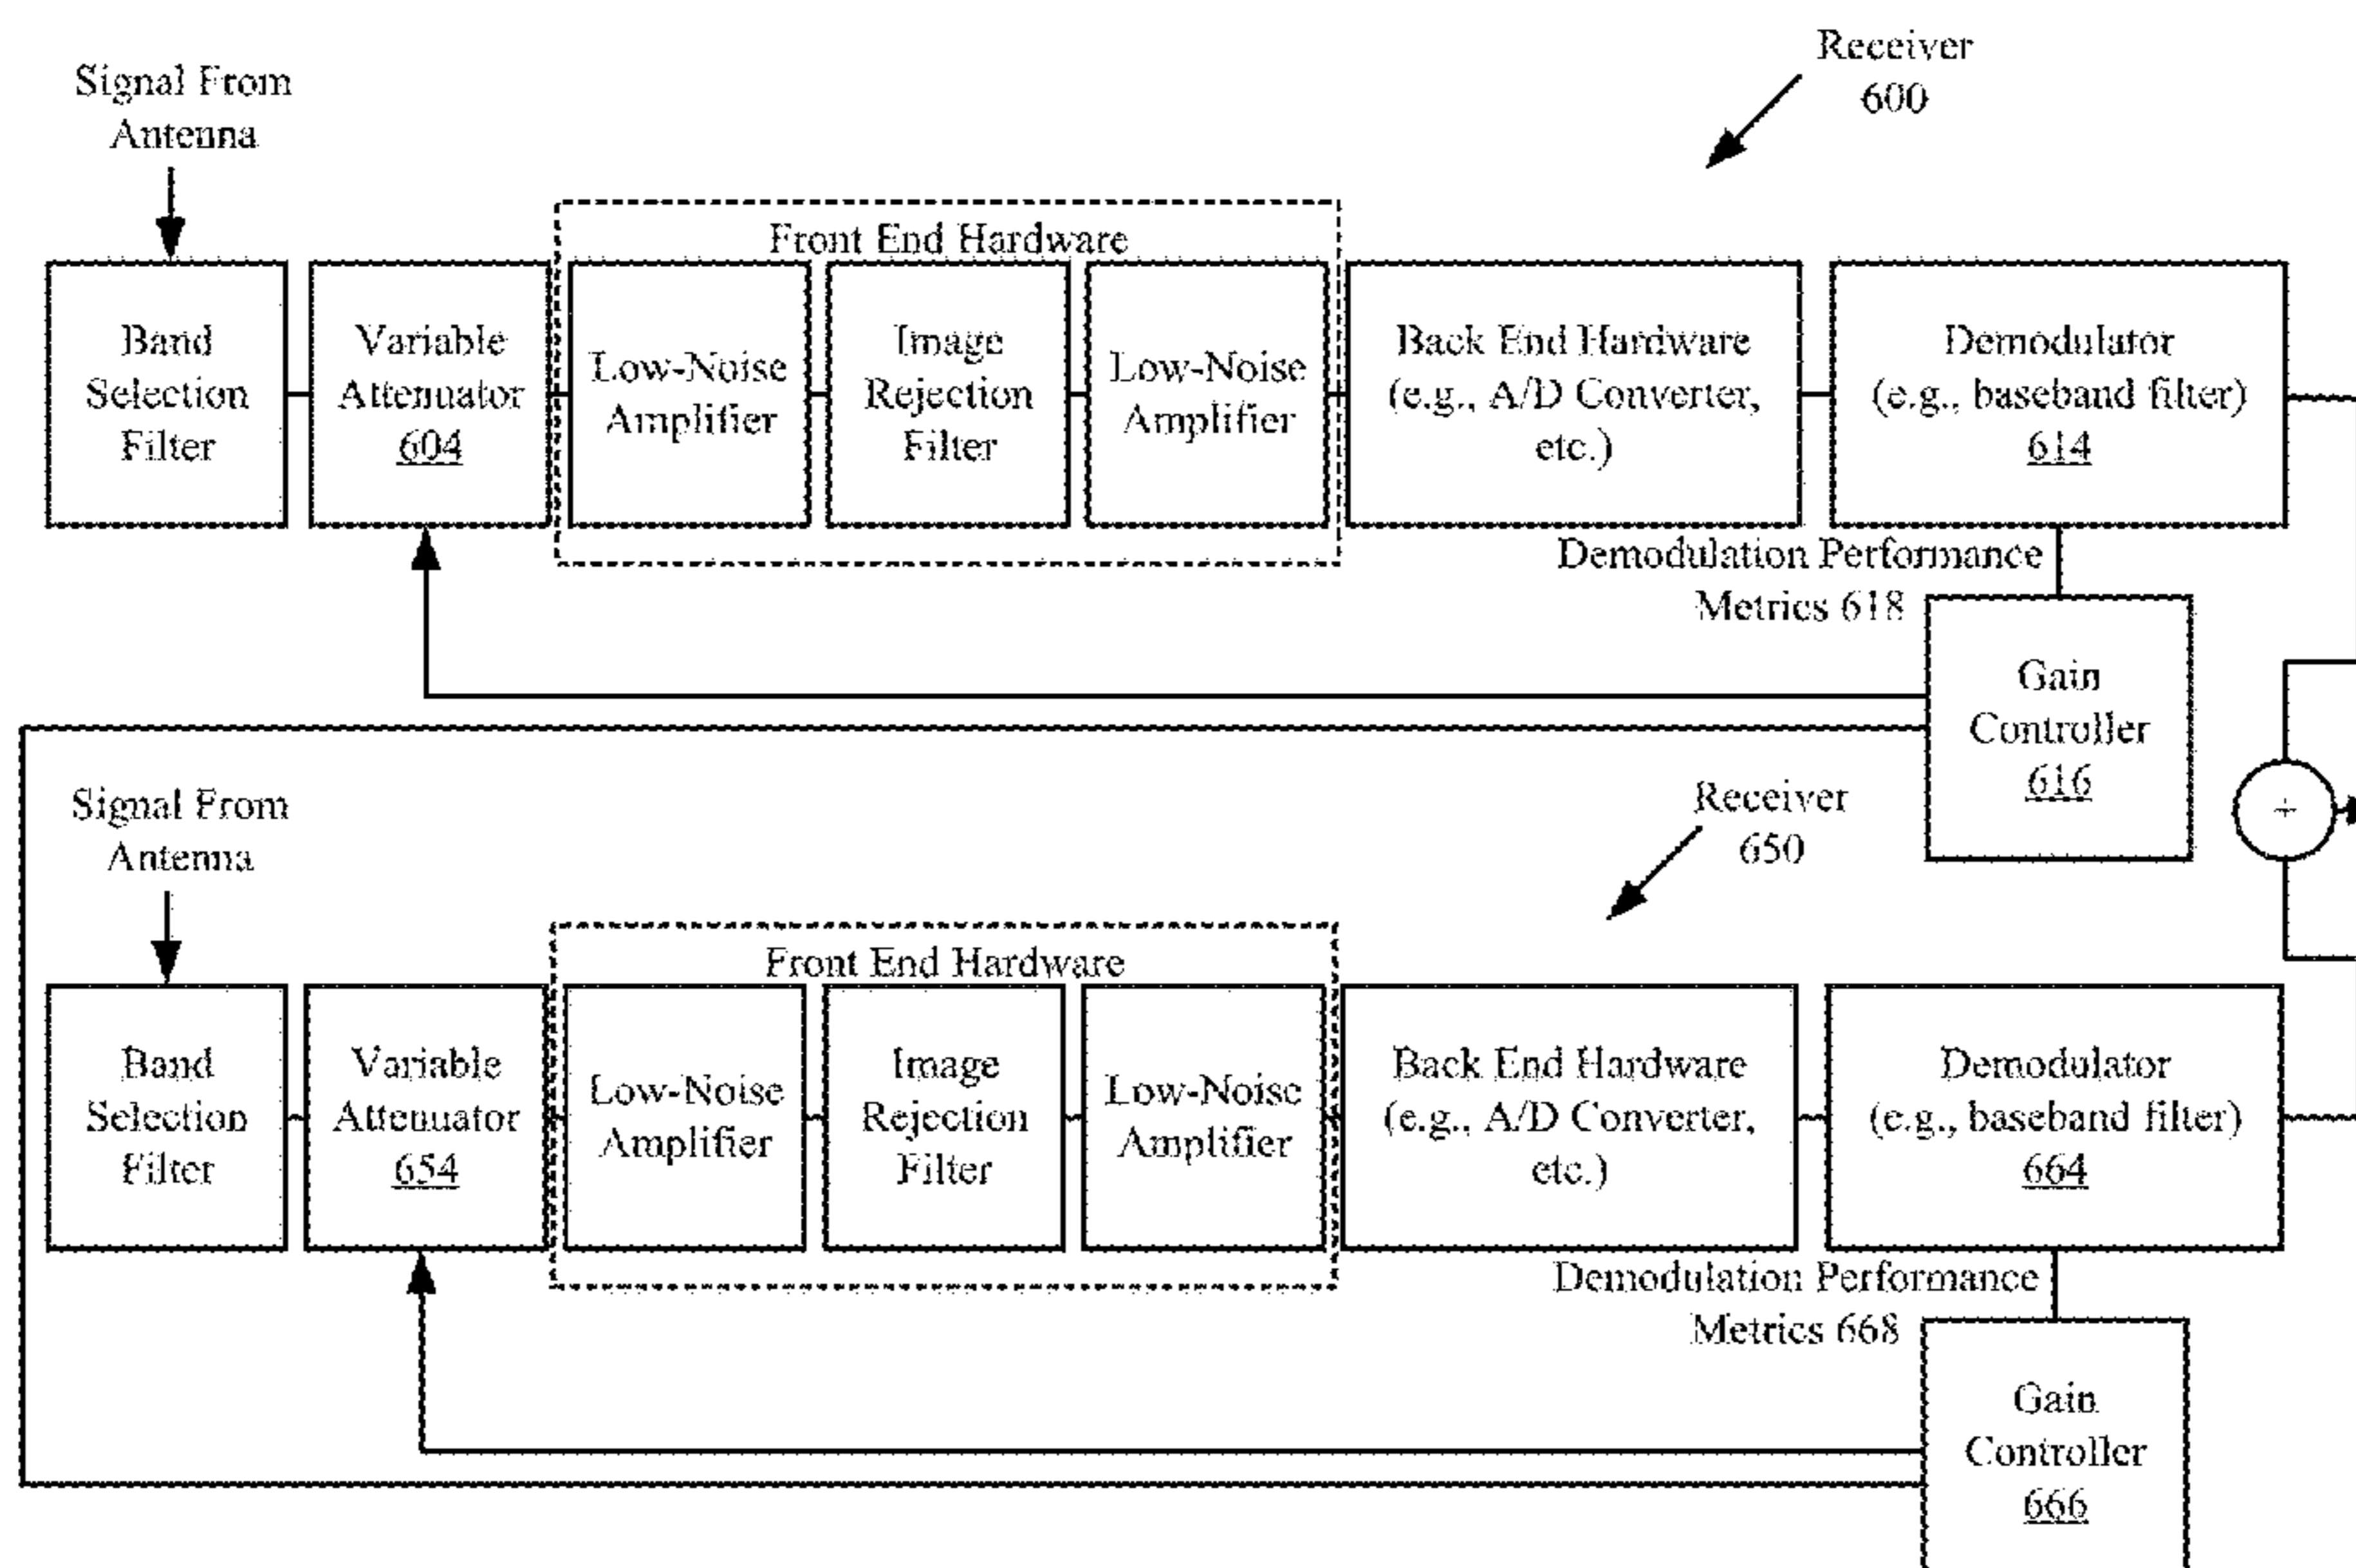 Receiver
600
Signal From
Antenna
Front End Hardware
Band
Selection
Filter
Variable
Attenuator
604
Low-Noise
Amplifier
Image
Rejection
Filter
Low-Noise
Amplifier
Back End Hardware
(e.g., A/D Converter,
etc.)
Demodulator
(e.g., baseband filter)
614
Demodulation Performance
Metrics 618
Gain
Controller
616
+
Receiver
650
Signal From
Antenna
Front End Hardware
Band
Selection
Filter
Variable
Attenuator
654
Low-Noise
Amplifier
Image
Rejection
Filter
Low-Noise
Amplifier
Back End Hardware
(e.g., A/D Converter,
etc.)
Demodulator
(e.g., baseband filter)
664
Demodulation Performance
Metrics 668
Gain
Controller
666